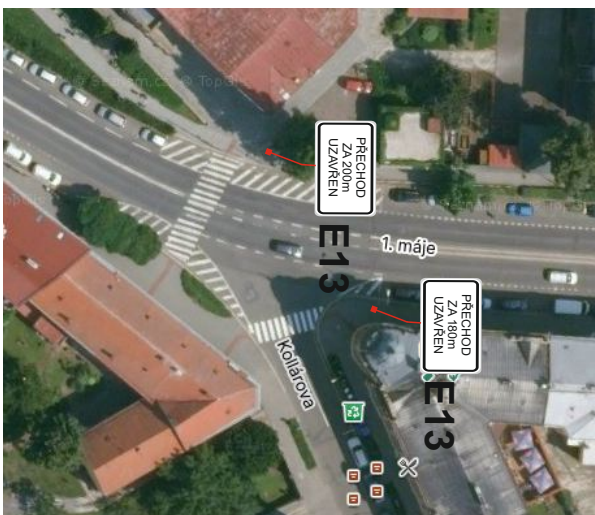 PŘECHOD
ZA 200m
UZAVŘEN
E13
1. máje
PŘECHOD
ZA 180m
UZAVŘEN
E13
Kollárova